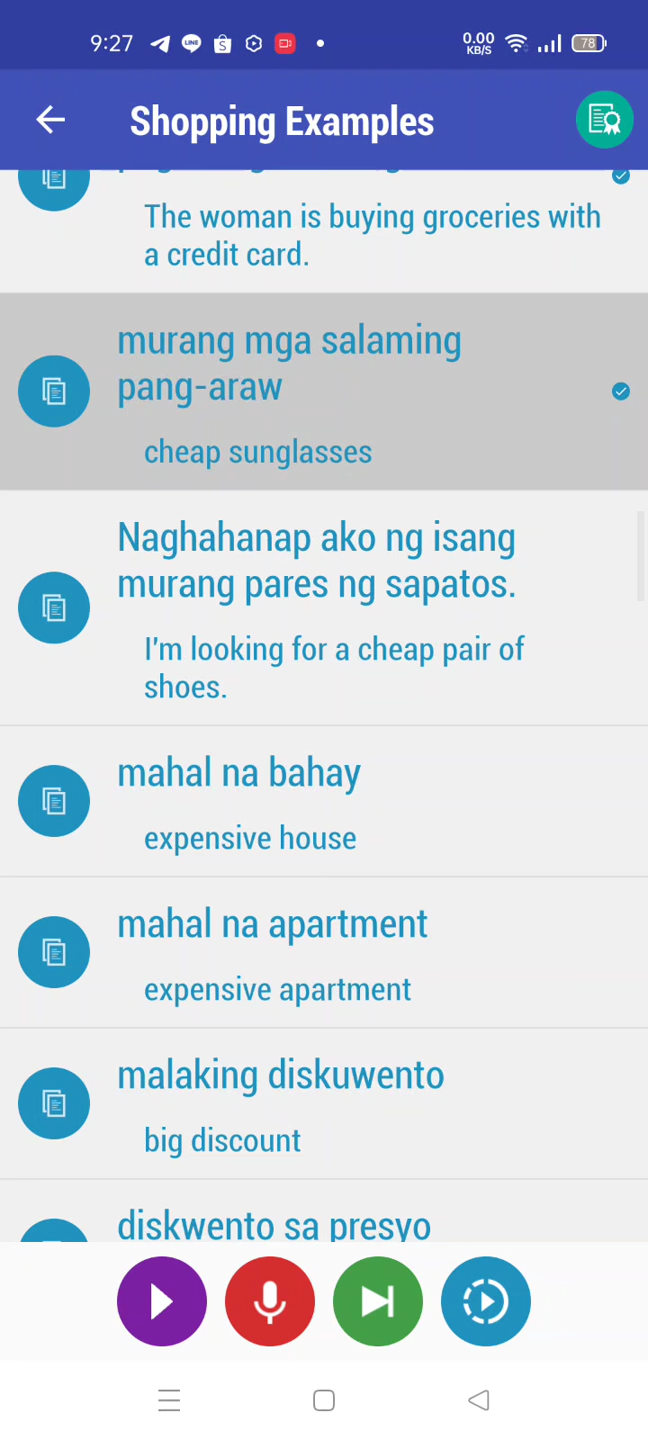 9:27
LINE
S
0.00
KB/S
78
Shopping Examples
The woman is buying groceries with
a credit card.
murang mga salaming
pang-araw
cheap sunglasses
Naghahanap ako ng isang
murang pares ng sapatos.
I'm looking for a cheap pair of
shoes.
mahal na bahay
expensive house
mahal na apartment
expensive apartment
malaking diskuwento
big discount
diskwento sa presyo